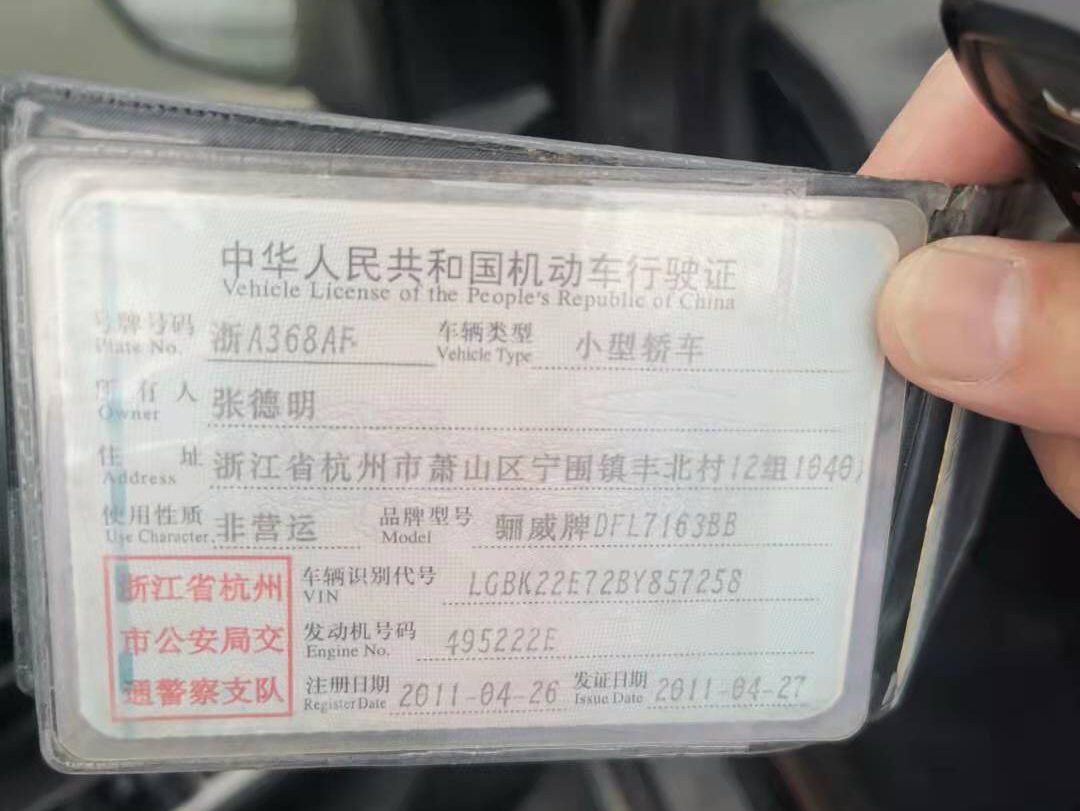 中华人民共和国机动车行驶证
Vehicle License of the People's Republic of China
号牌号码 浙A368AF 车辆类型 小型轿车
Plate No. Vehicle Type
所有人 张德明
Owner
住址 浙江省杭州市萧山区宁围镇丰北村12组1040
Address
使用性质 非营运 品牌型号 骊威牌DFL7163BB
Use Character Model
浙江省杭州
市公安局交
通警察支队
车辆识别代号 LGBK22E72BY857258
VIN
发动机号码 495222E
Engine No.
注册日期 2011-04-26 发证日期 2011-04-27
Register Date Issue Date